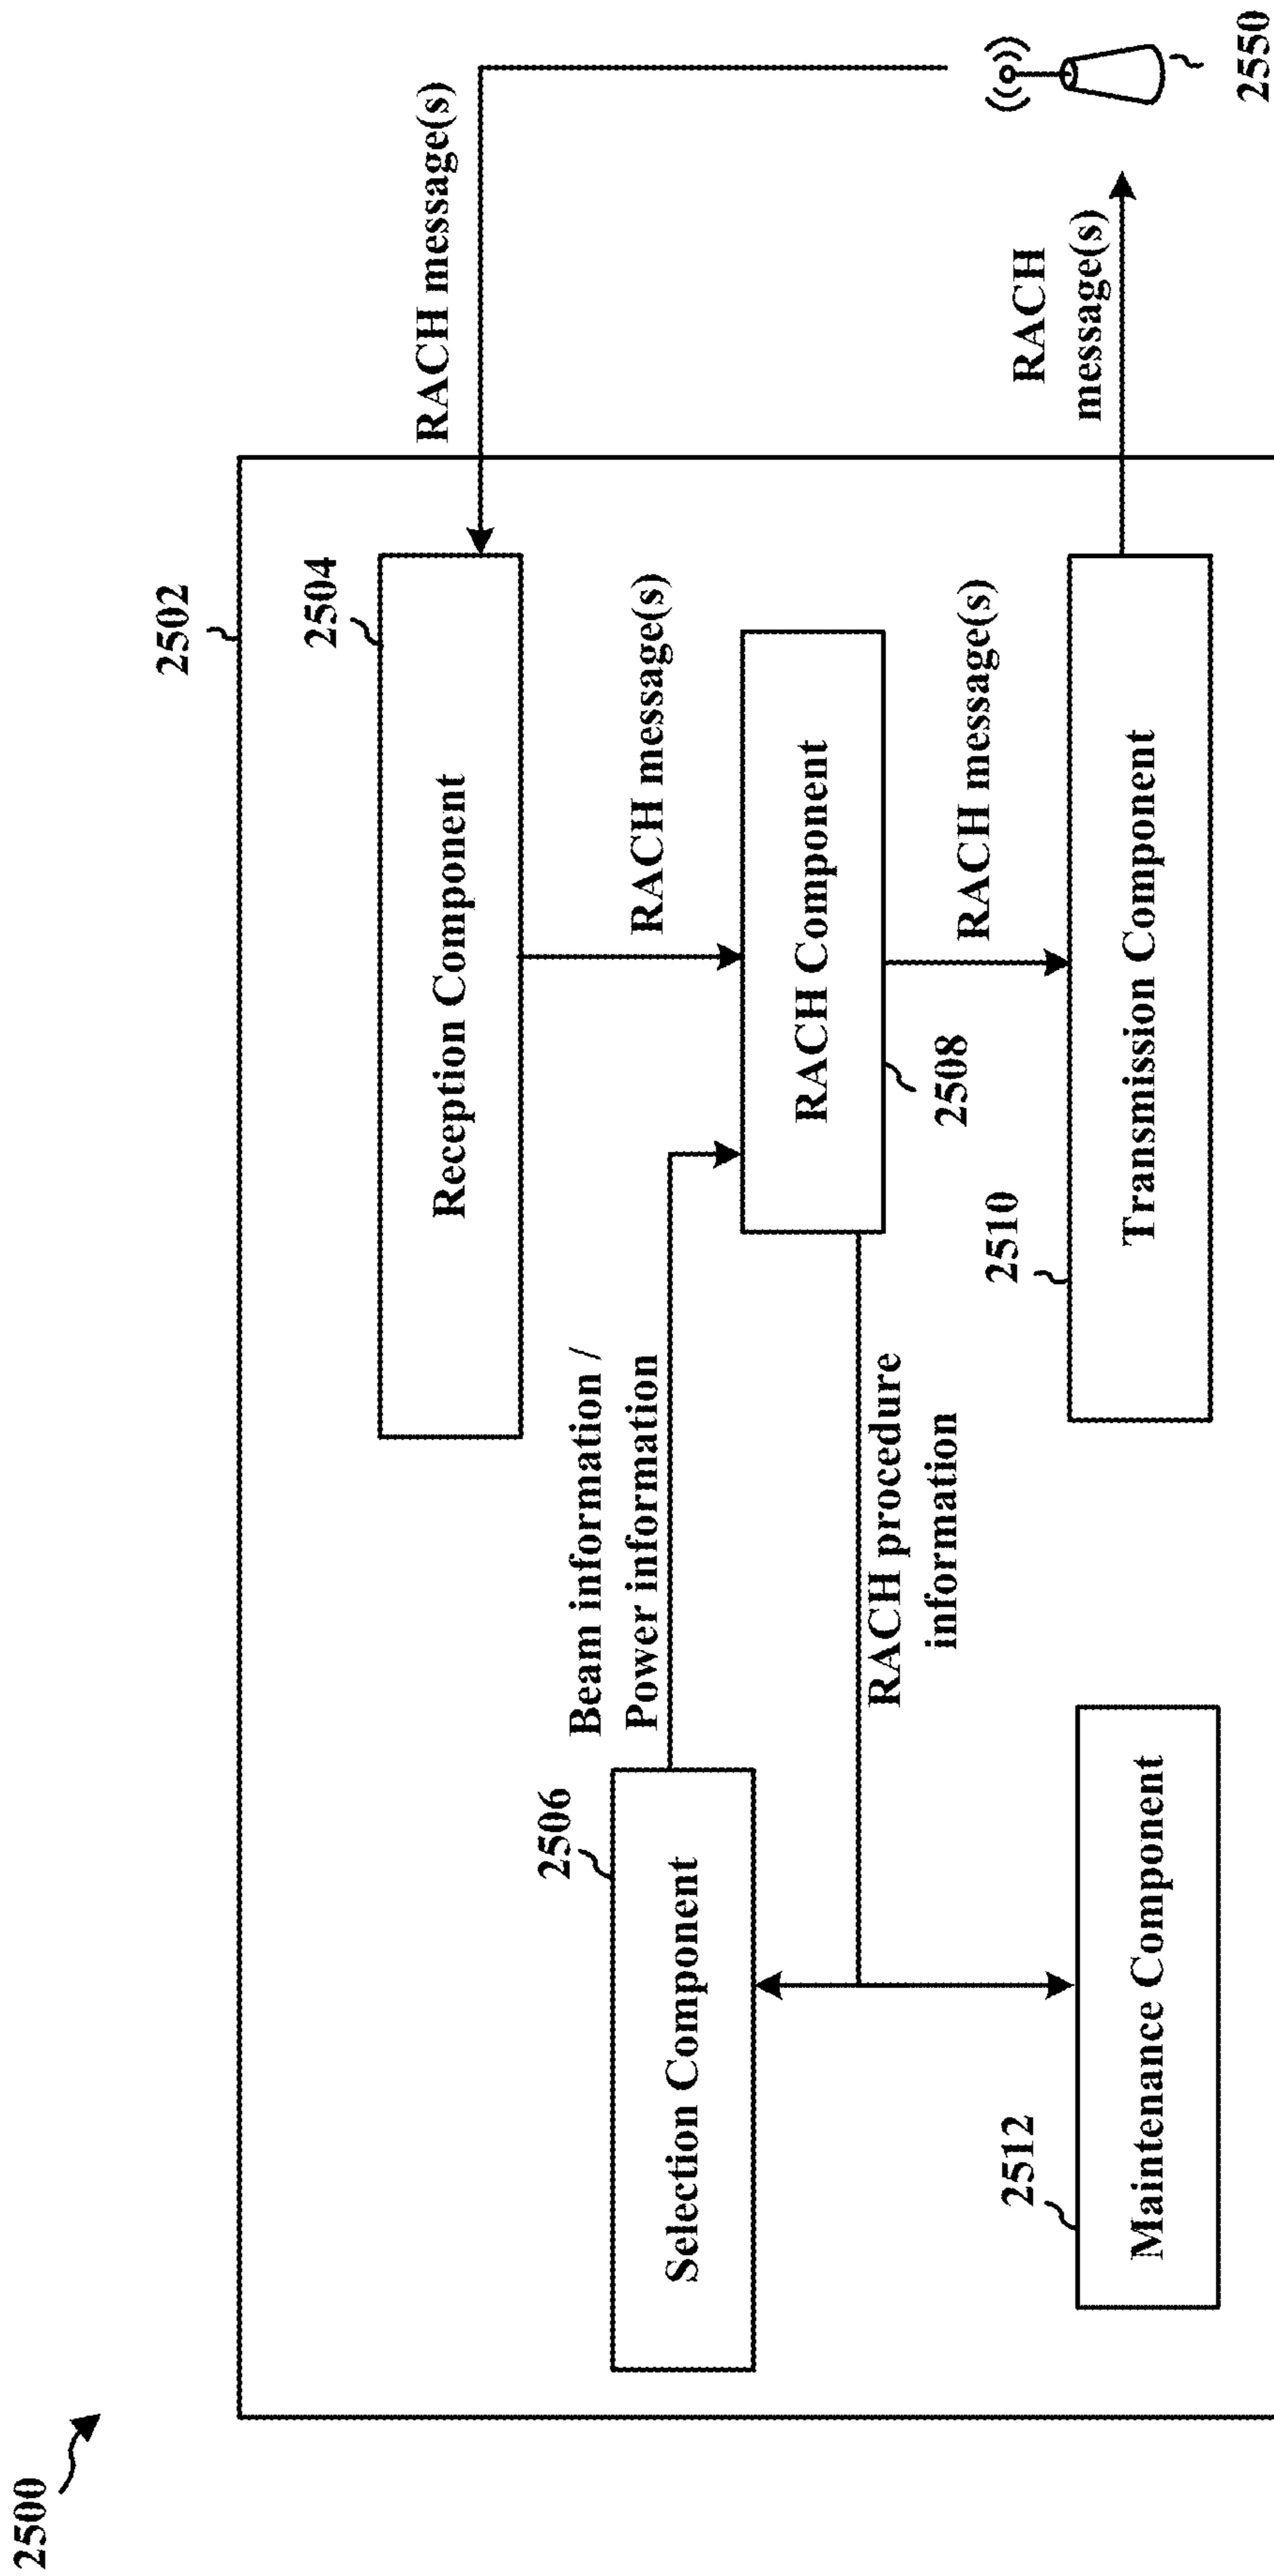 2500
2502
2504
Reception Component
RACH message(s)
RACH message(s)
2506
Selection Component
Beam information /
Power information
RACH Component
2508
RACH procedure
information
RACH message(s)
RACH
message(s)
2510
Transmission Component
2512
Maintenance Component
2550